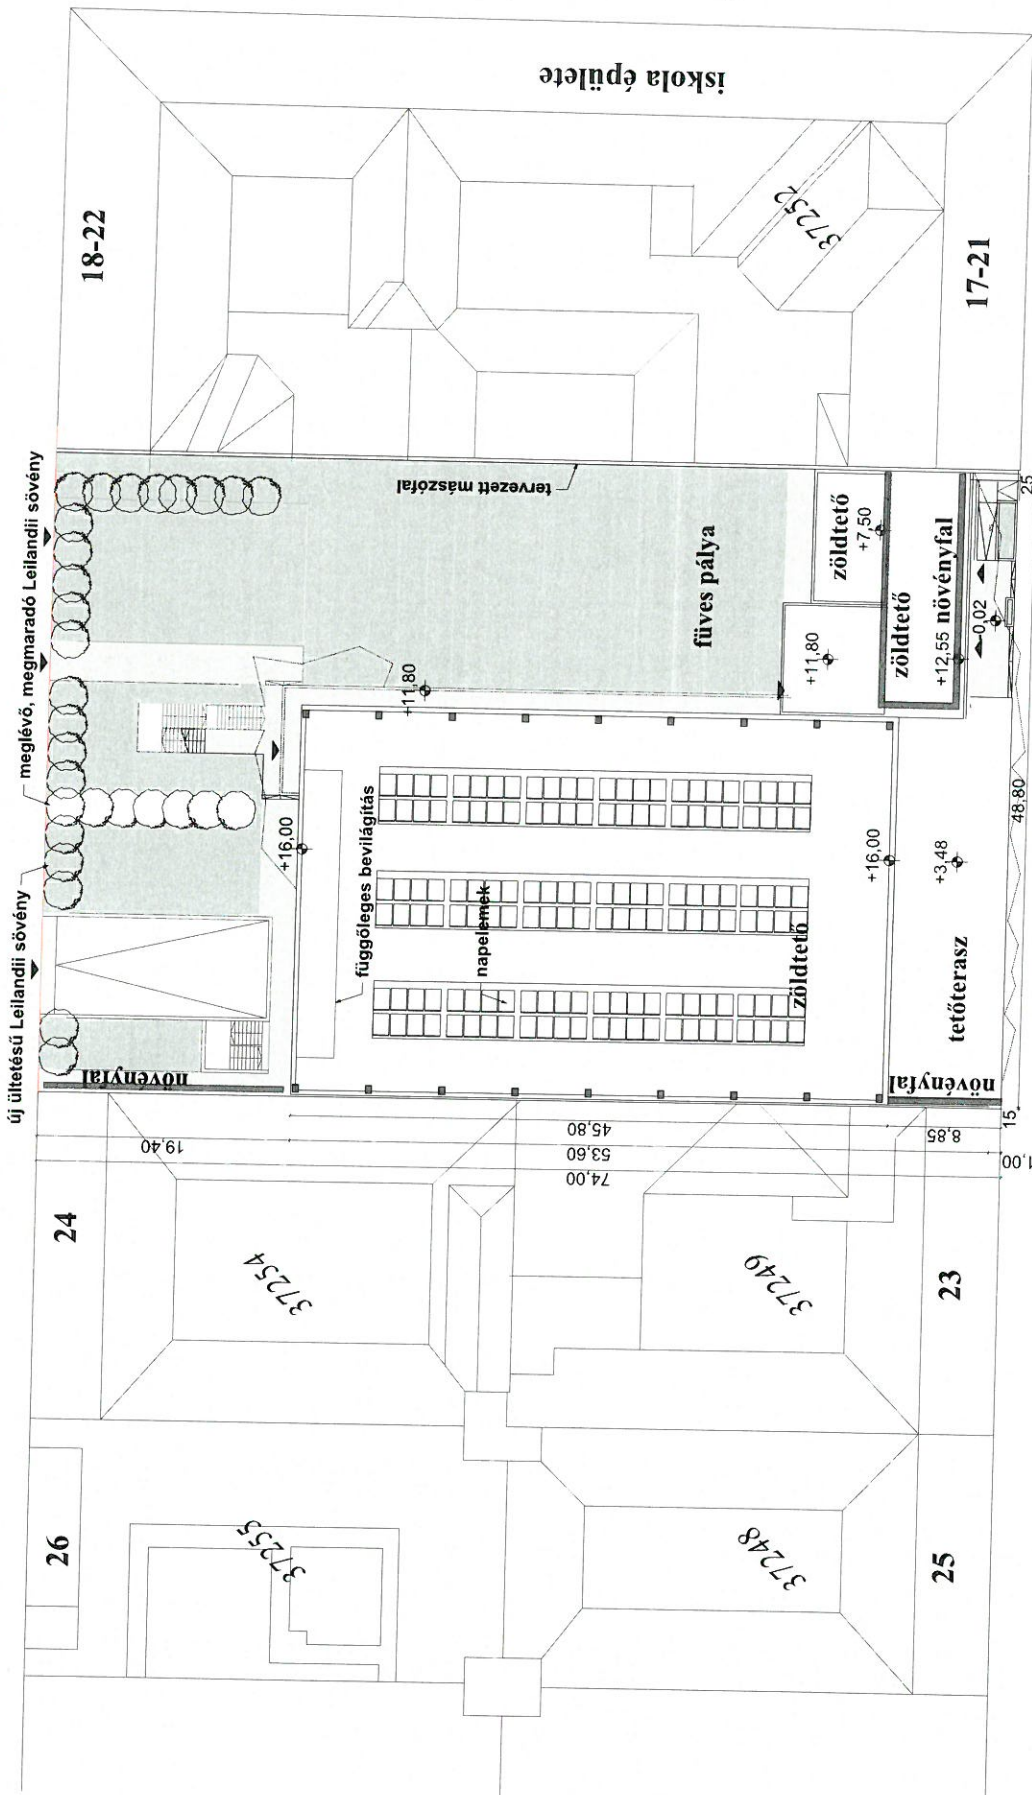 18-22
iskola épülete
37252
17-21
meglévő, megmaradó Leilandii sövény
új ültetésű Leilandii sövény
tervezett mászófal
füves pálya
zöldtető
+7,50
zöldtető
+12,55 növényfal
-0,02
25
+11,80
+11,80
+16,00
függőleges bevilágítás
napelemek
zöldtető
+16,00
+3,48
tetőterasz
48,80
növényfal
növényfal
15
1,00
19,40
45,80
53,60
74,00
8,85
24
37254
37249
23
26
37255
37248
25